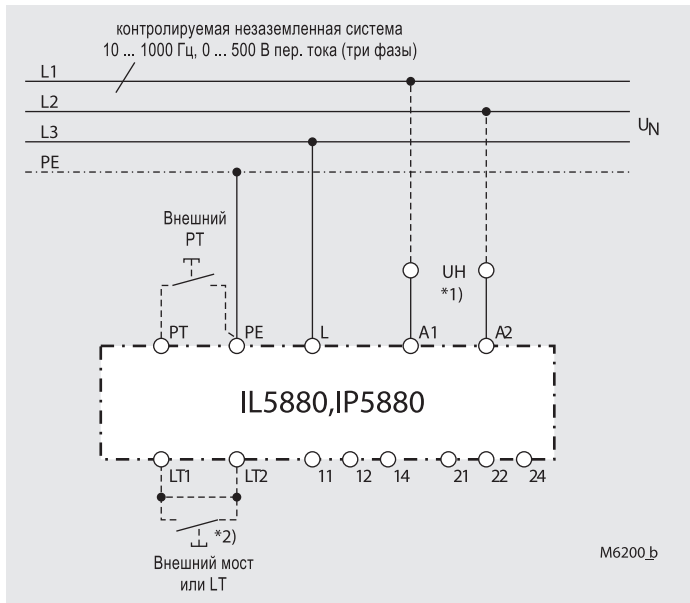 контролируемая незаземленная система
10 ... 1000 Гц, 0 ... 500 В пер. тока (три фазы)
L1
L2
L3
UN
PE
Внешний
PT
UH
*1)
PT
PE
L
A1
A2
IL5880,IP5880
LT1
LT2
11
12
14
21
22
24
*2)
Внешний мост
или LT
M6200_b